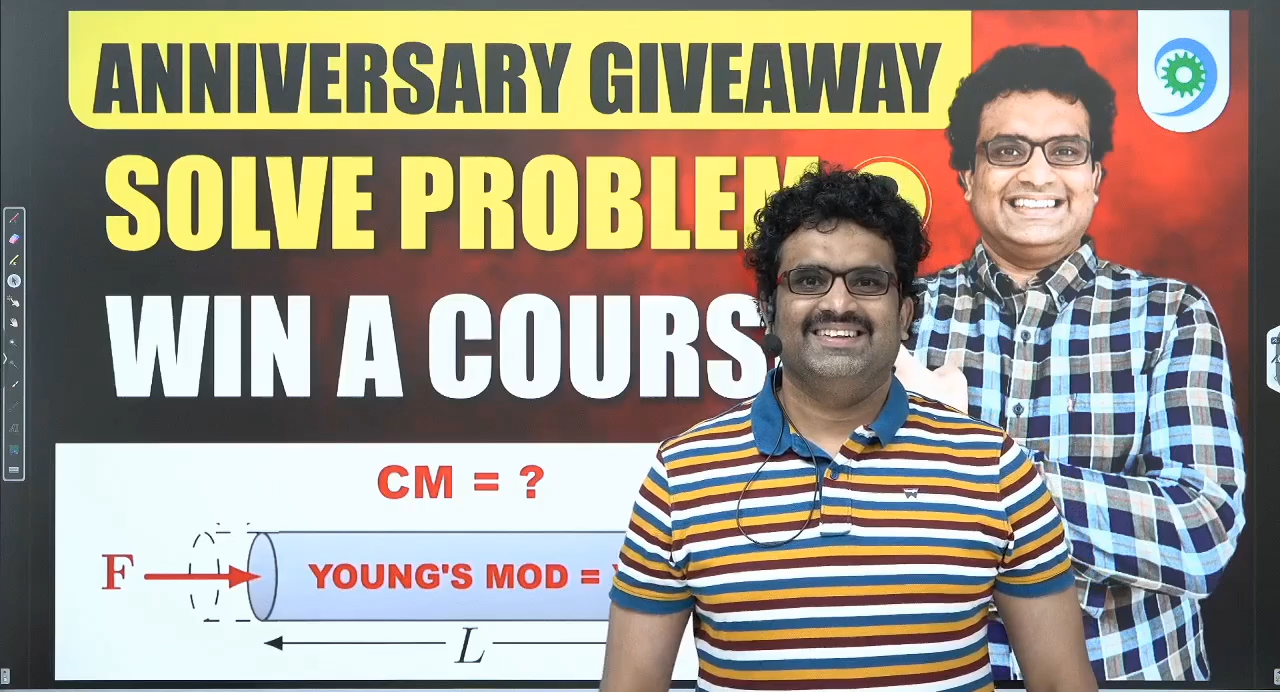 ANNIVERSARY GIVEAWAY
SOLVE PROBLEM
WIN A COURS
CM = ?
F
YOUNG'S MOD =
L